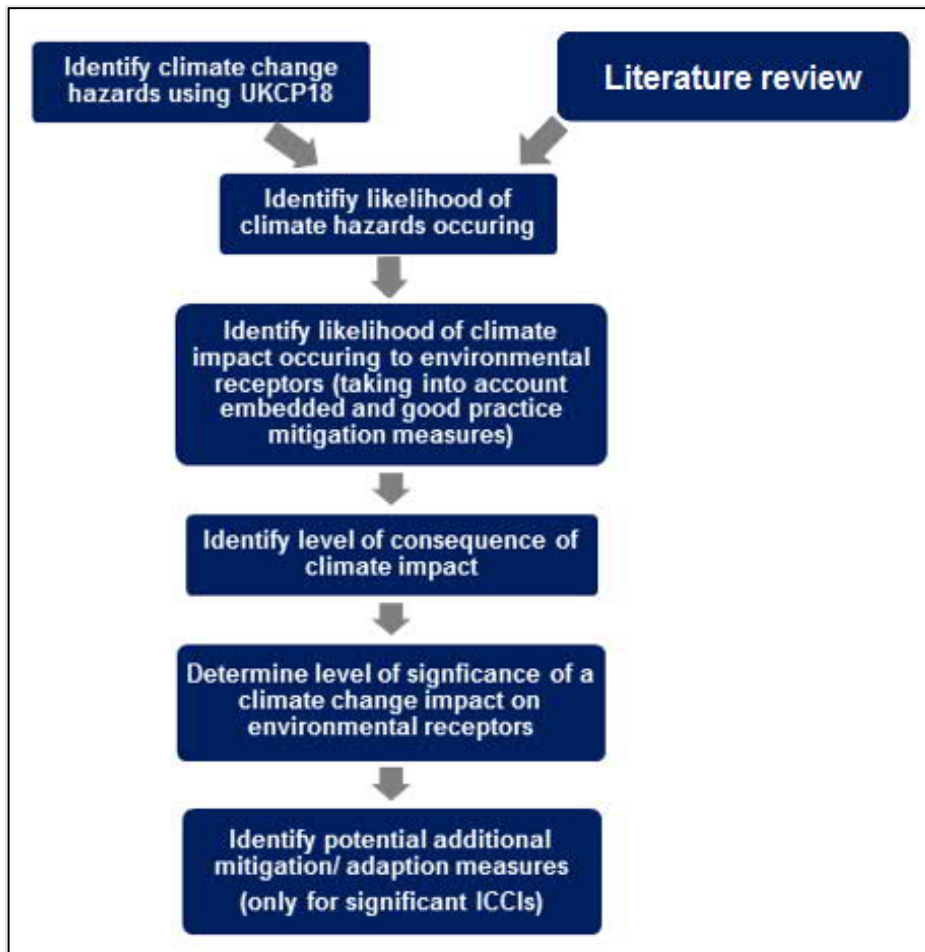 Identify climate change
hazards using UKCP18
Literature review
Identifiy likelihood of
climate hazards occuring
Identify likelihood of climate
impact occuring to environmental
receptors (taking into account
embedded and good practice
mitigation measures)
Identify level of consequence of
climate impact
Determine level of signficance of a
climate change impact on
environmental receptors
Identify potential additional
mitigation/ adaption measures
(only for significant ICCIs)